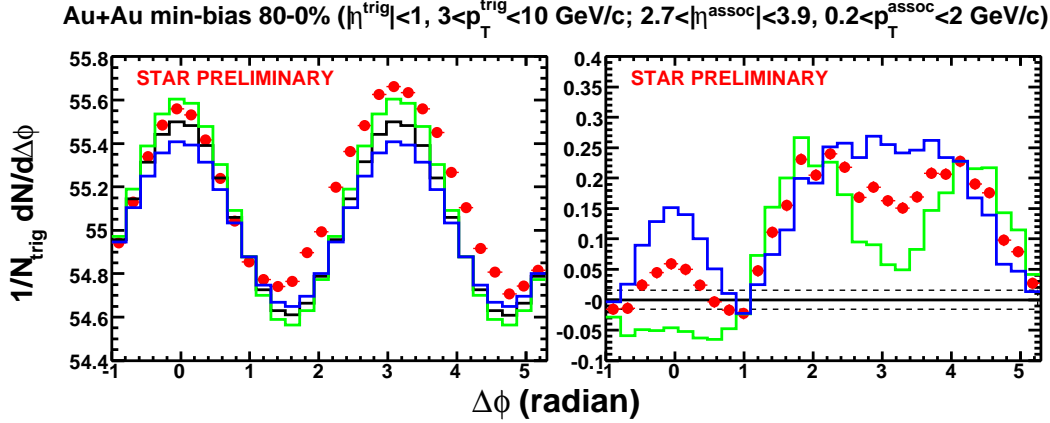 Au+Au min-bias 80-0% (|η^trig|<1, 3<p_T^trig<10 GeV/c; 2.7<|η^assoc|<3.9, 0.2<p_T^assoc<2 GeV/c)
1/N_trig dN/dΔϕ
STAR PRELIMINARY
55.8
55.6
55.4
55.2
55
54.8
54.6
54.4
-1 0 1 2 3 4 5
STAR PRELIMINARY
0.4
0.35
0.3
0.25
0.2
0.15
0.1
0.05
-0
-0.05
-0.1
-1 0 1 2 3 4 5
Δϕ (radian)